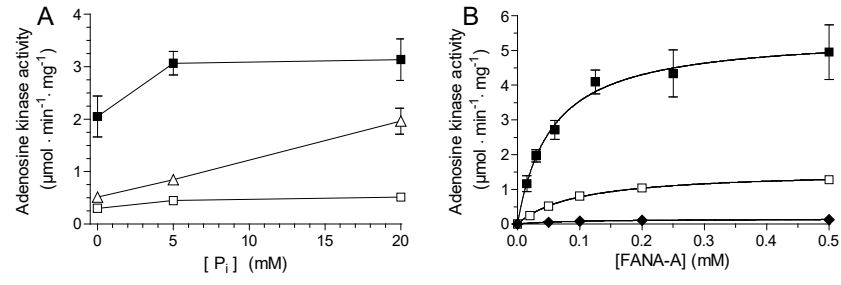 A
Adenosine kinase activity
(µmol · min⁻¹· mg⁻¹)
4
3
2
1
0
0 5 10 15 20
[ Pᵢ ] (mM)
B
Adenosine kinase activity
(µmol · min⁻¹· mg⁻¹)
6
5
4
3
2
1
0
0.0 0.1 0.2 0.3 0.4 0.5
[FANA-A] (mM)